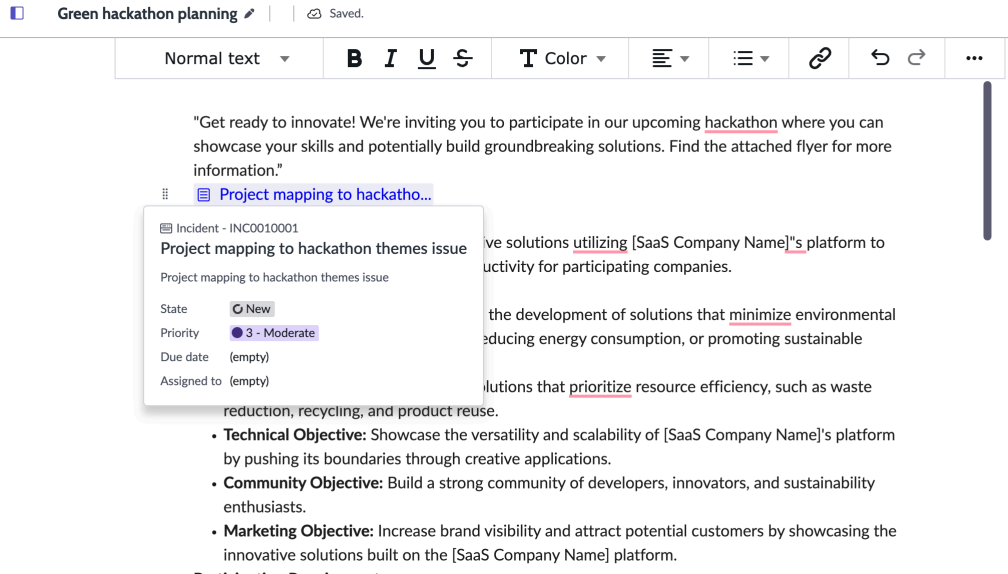 Green hackathon planning
Saved.
Normal text
B I U S T Color
"Get ready to innovate! We're inviting you to participate in our upcoming hackathon where you can
showcase your skills and potentially build groundbreaking solutions. Find the attached flyer for more
information.”
Project mapping to hackatho...
Incident - INC0010001
Project mapping to hackathon themes issue
Project mapping to hackathon themes issue
State New
Priority 3 - Moderate
Due date (empty)
Assigned to (empty)
solutions utilizing [SaaS Company Name]"s platform to
for participating companies.
the development of solutions that minimize environmental
energy consumption, or promoting sustainable
that prioritize resource efficiency, such as waste
reduction, recycling, and product reuse.
• Technical Objective: Showcase the versatility and scalability of [SaaS Company Name]'s platform
by pushing its boundaries through creative applications.
• Community Objective: Build a strong community of developers, innovators, and sustainability
enthusiasts.
• Marketing Objective: Increase brand visibility and attract potential customers by showcasing the
innovative solutions built on the [SaaS Company Name] platform.